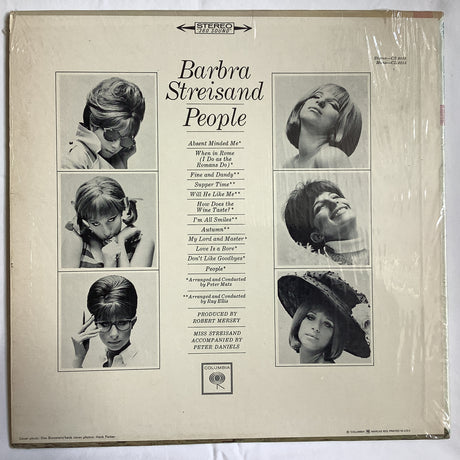 STEREO
"360 SOUND"
Barbra
Streisand
People
Absent Minded Me*
When in Rome
(I Do as the
Romans Do)*
Fine and Dandy**
Supper Time**
Will He Like Me**
How Does the
Wine Taste?*
I'm All Smiles**
Autumn**
My Lord and Master*
Love Is a Bore*
Don't Like Goodbyes*
People*
*Arranged and Conducted
by Peter Matz
**Arranged and Conducted
by Ray Ellis
PRODUCED BY
ROBERT MERSEY
MISS STREISAND
ACCOMPANIED BY
PETER DANIELS
COLUMBIA